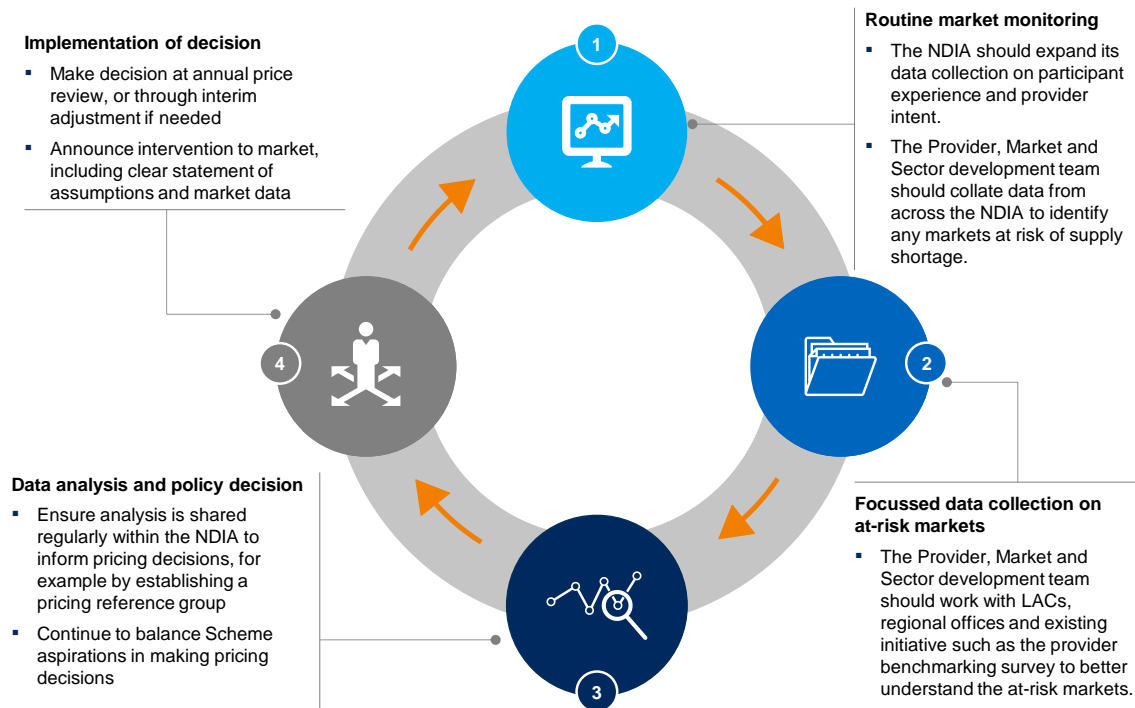 1
Routine market monitoring
▪ The NDIA should expand its
data collection on participant
experience and provider
intent.
▪ The Provider, Market and
Sector development team
should collate data from
across the NDIA to identify
any markets at risk of supply
shortage.
2
Focussed data collection on
at-risk markets
▪ The Provider, Market and
Sector development team
should work with LACs,
regional offices and existing
initiative such as the provider
benchmarking survey to better
understand the at-risk markets.
3
Data analysis and policy decision
▪ Ensure analysis is shared
regularly within the NDIA to
inform pricing decisions, for
example by establishing a
pricing reference group
▪ Continue to balance Scheme
aspirations in making pricing
decisions
4
Implementation of decision
▪ Make decision at annual price
review, or through interim
adjustment if needed
▪ Announce intervention to market,
including clear statement of
assumptions and market data